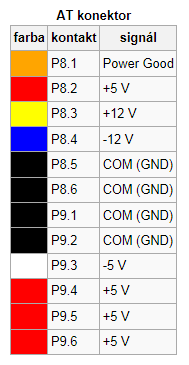 AT konektor
farba kontakt signál
P8.1 Power Good
P8.2 +5 V
P8.3 +12 V
P8.4 -12 V
P8.5 COM (GND)
P8.6 COM (GND)
P9.1 COM (GND)
P9.2 COM (GND)
P9.3 -5 V
P9.4 +5 V
P9.5 +5 V
P9.6 +5 V